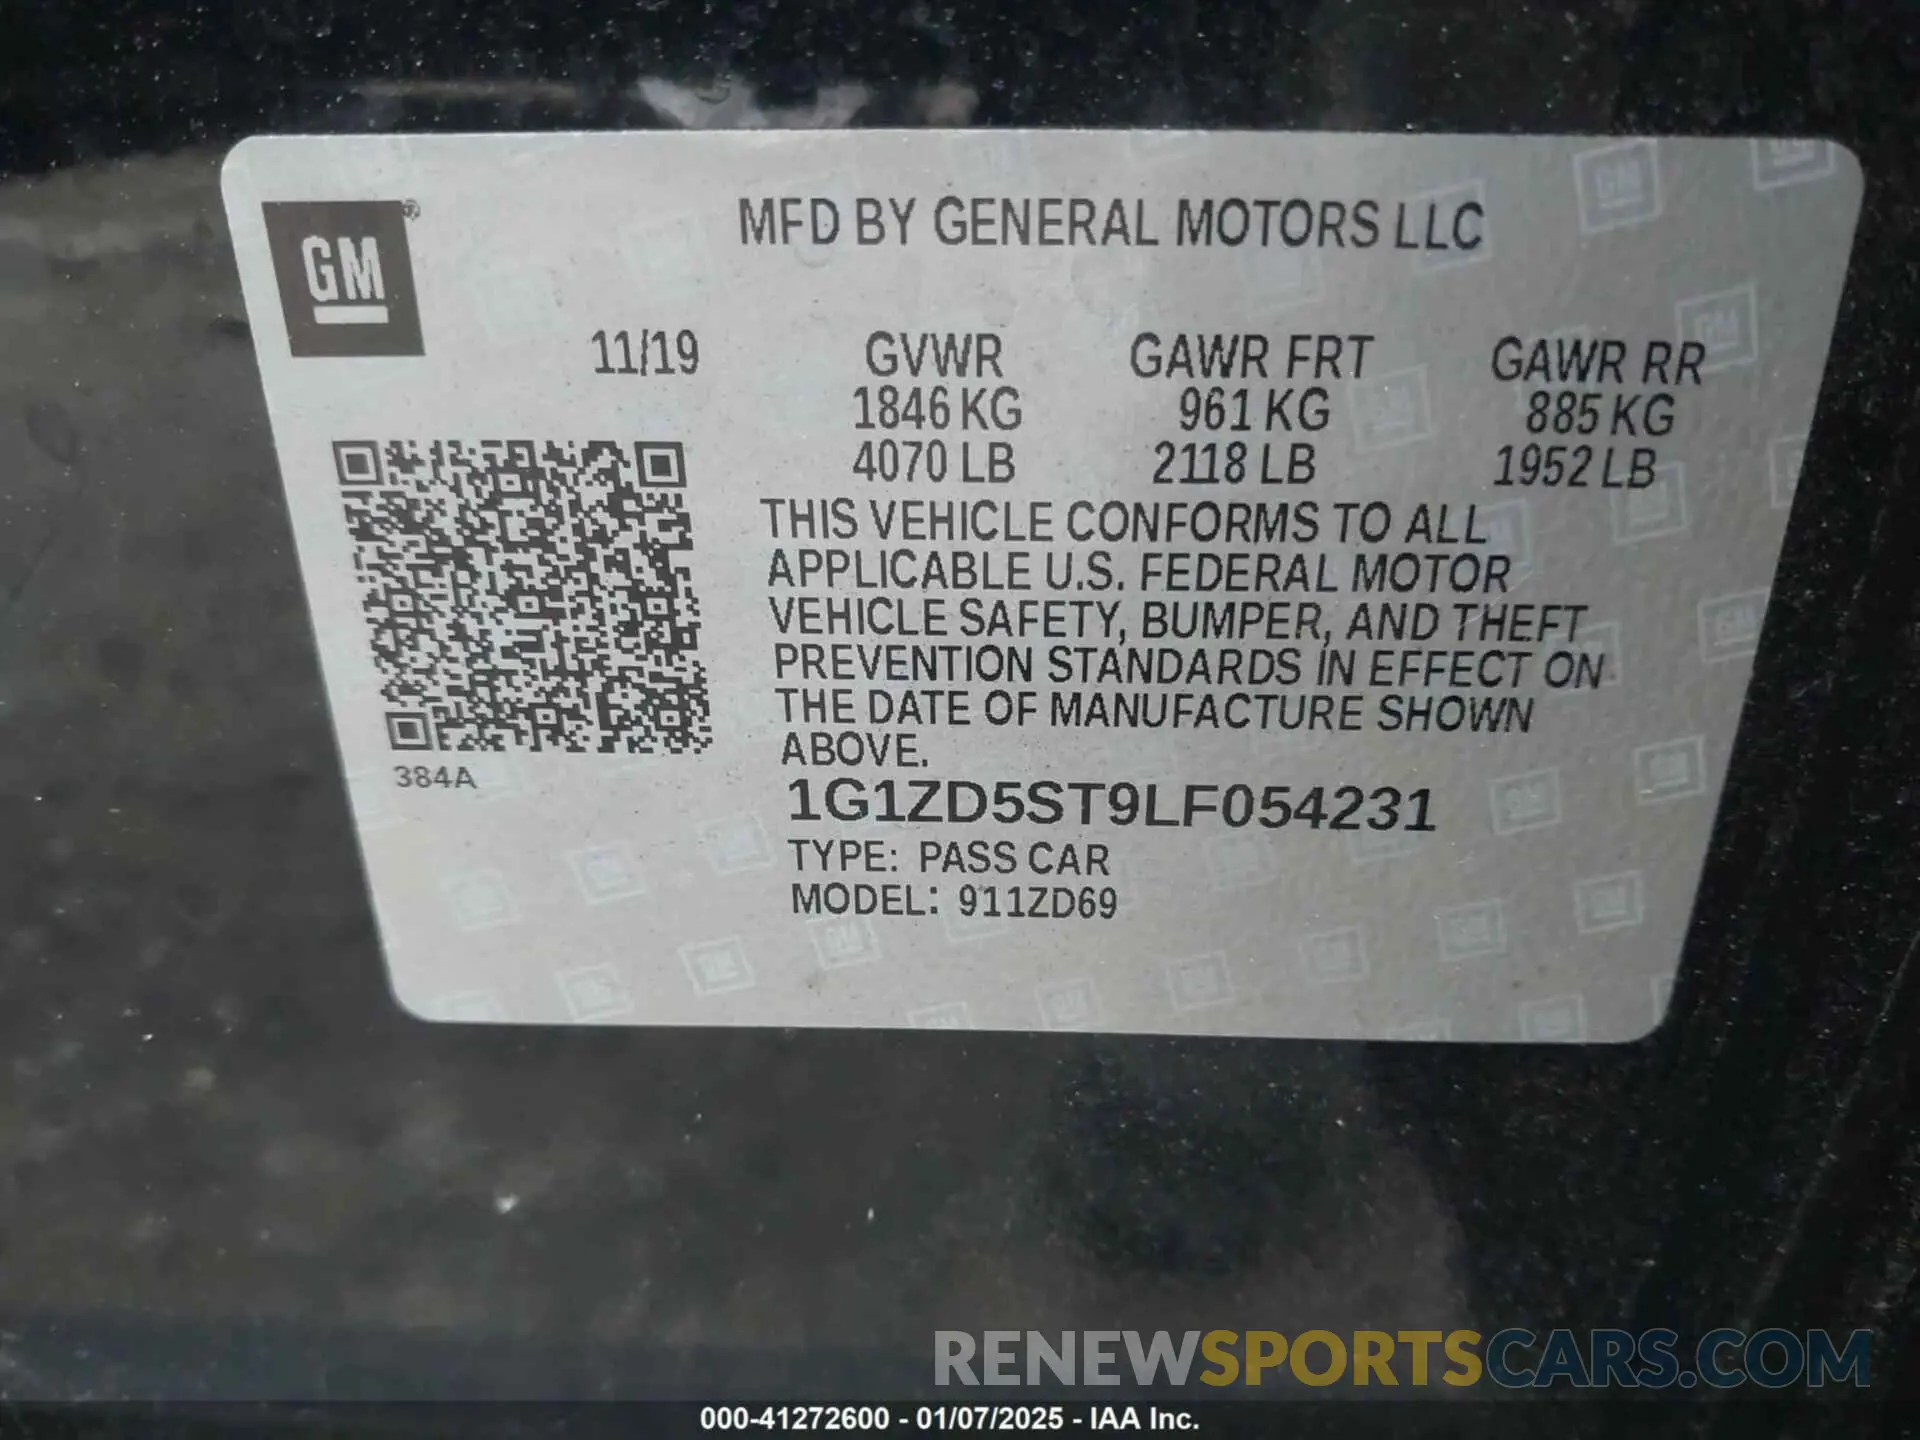 GM®
MFD BY GENERAL MOTORS LLC
11/19
GVWR GAWR FRT GAWR RR
1846 KG 961 KG 885 KG
4070 LB 2118 LB 1952 LB
THIS VEHICLE CONFORMS TO ALL
APPLICABLE U.S. FEDERAL MOTOR
VEHICLE SAFETY, BUMPER, AND THEFT
PREVENTION STANDARDS IN EFFECT ON
THE DATE OF MANUFACTURE SHOWN
ABOVE.
384A
1G1ZD5ST9LF054231
TYPE: PASS CAR
MODEL: 911ZD69
RENEWSPORTSCARS.COM
000-41272600 - 01/07/2025 - IAA Inc.